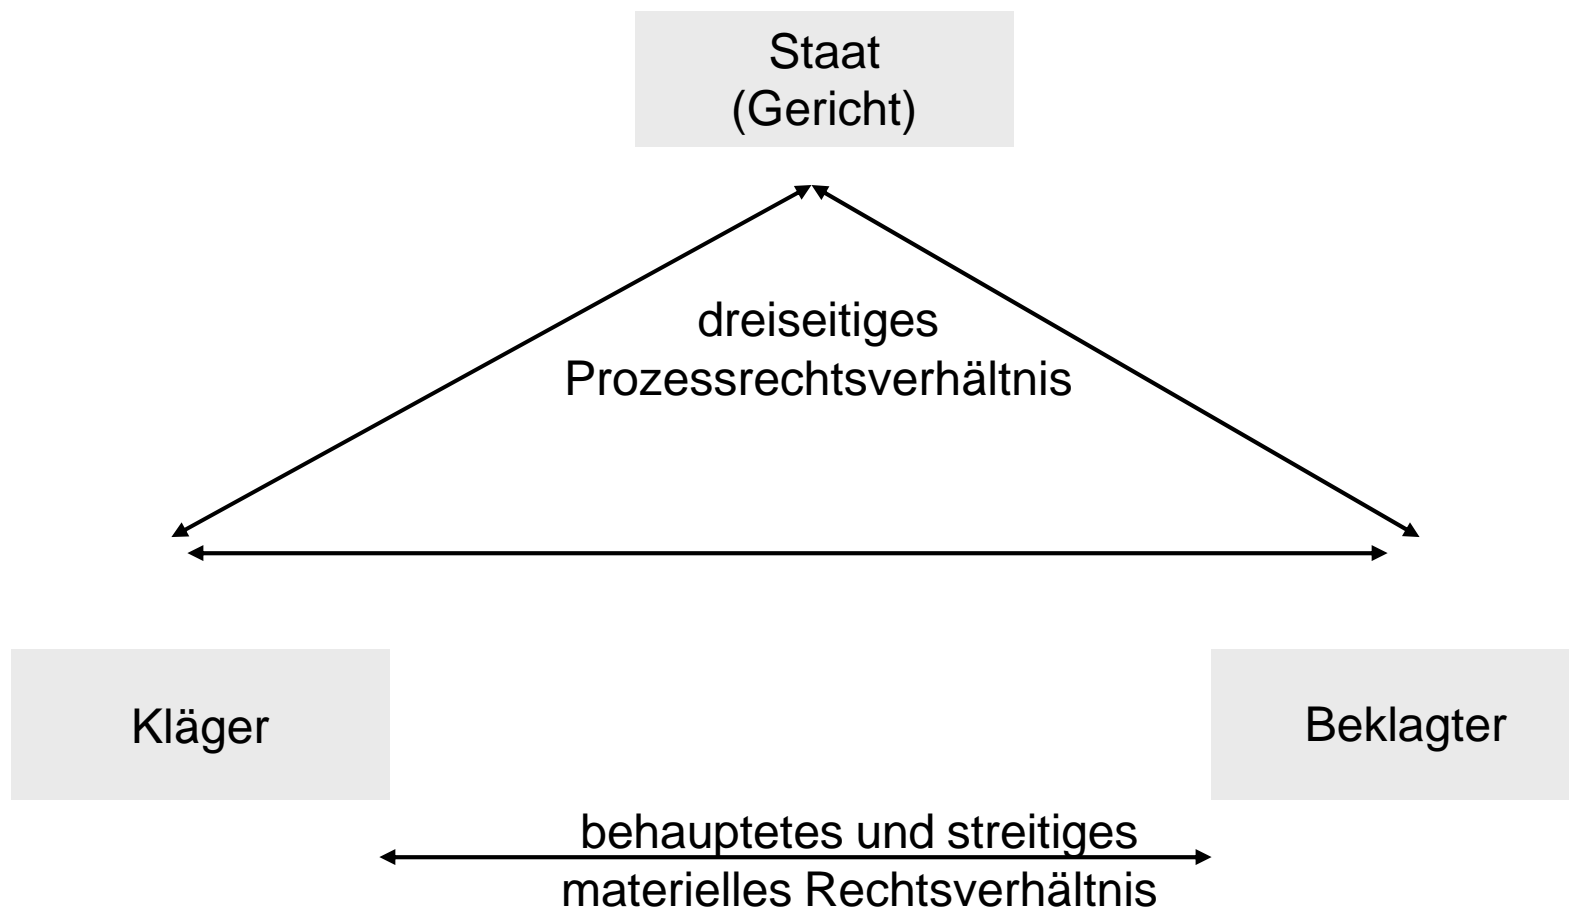 Staat
(Gericht)
dreiseitiges
Prozessrechtsverhältnis
Kläger
Beklagter
behauptetes und streitiges
materielles Rechtsverhältnis